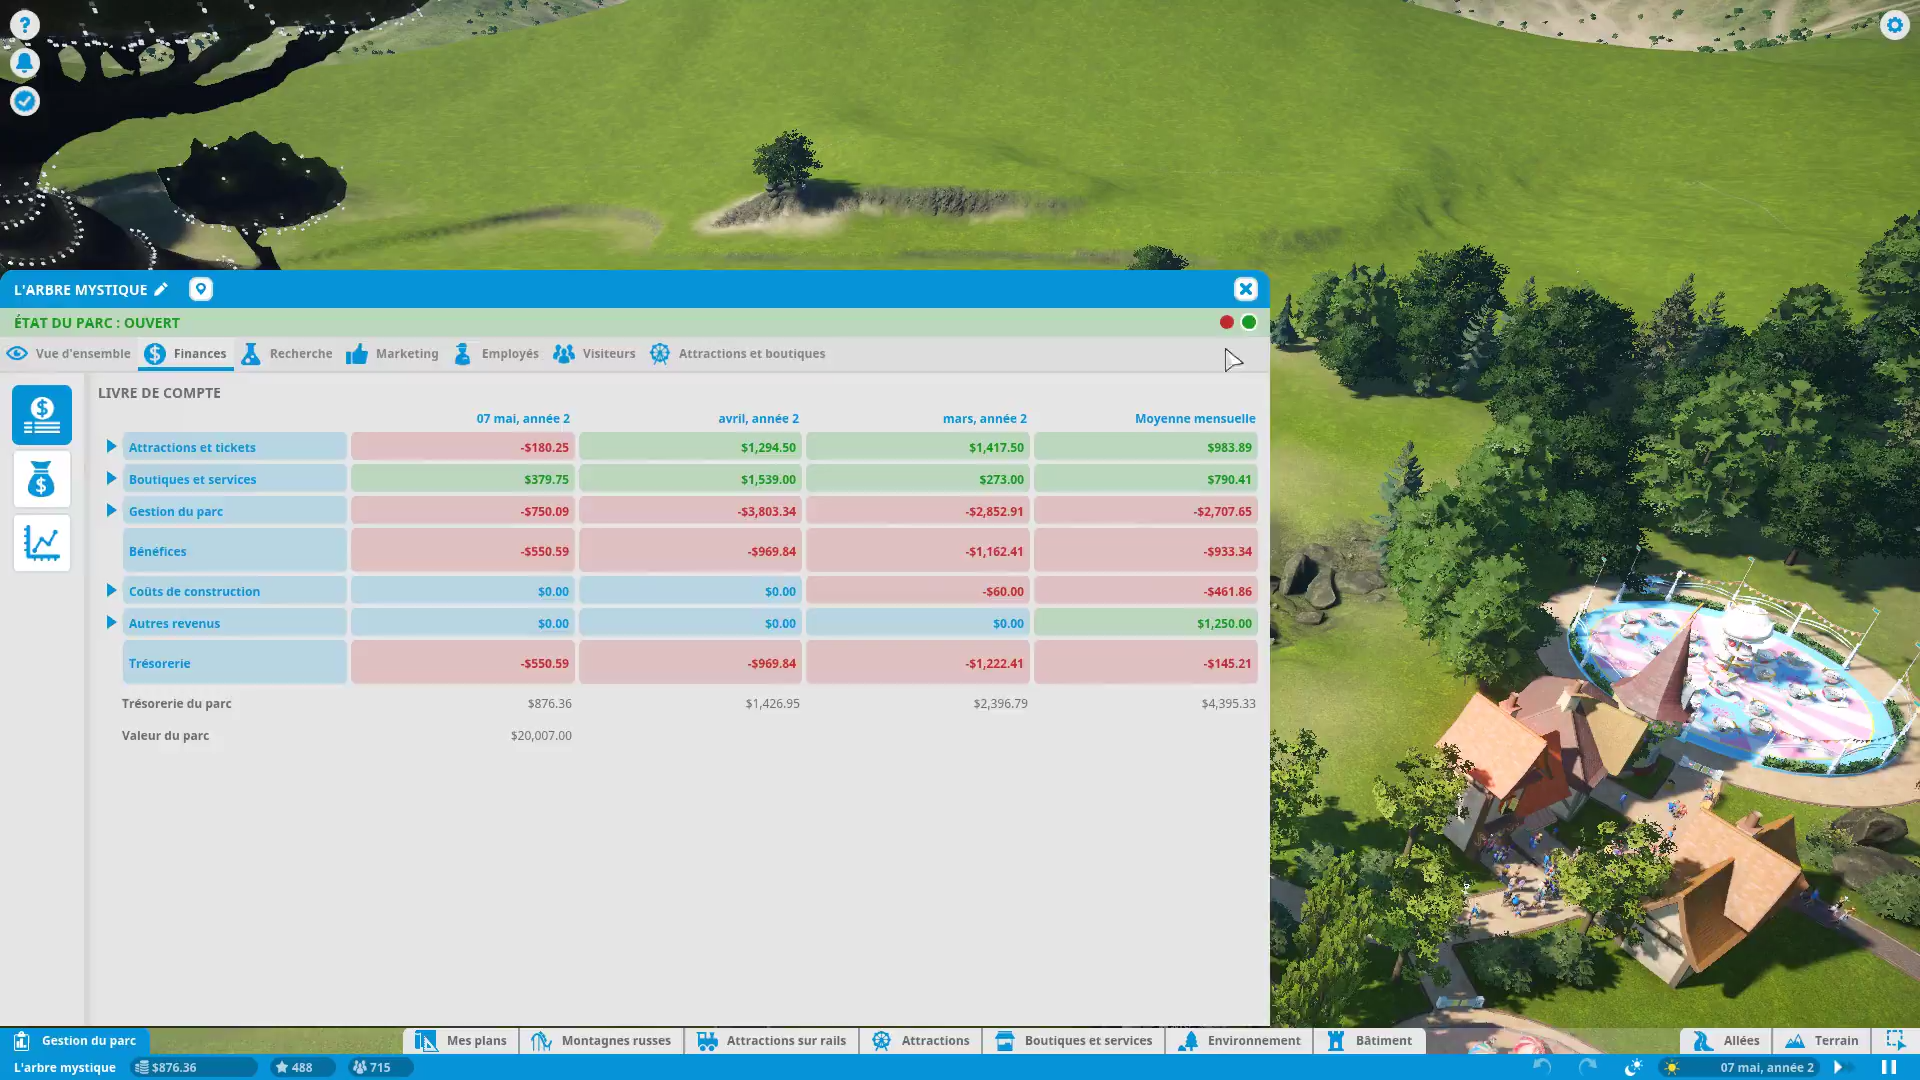 L'ARBRE MYSTIQUE
ÉTAT DU PARC : OUVERT
Vue d'ensemble Finances Recherche Marketing Employés Visiteurs Attractions et boutiques
LIVRE DE COMPTE
07 mai, année 2 avril, année 2 mars, année 2 Moyenne mensuelle
Attractions et tickets -$180.25 $1,294.50 $1,417.50 $983.89
Boutiques et services $379.75 $1,539.00 $273.00 $790.41
Gestion du parc -$750.09 -$3,803.34 -$2,852.91 -$2,707.65
Bénéfices -$550.59 -$969.84 -$1,162.41 -$933.34
Coûts de construction $0.00 $0.00 -$60.00 -$461.86
Autres revenus $0.00 $0.00 $0.00 $1,250.00
Trésorerie -$550.59 -$969.84 -$1,222.41 -$145.21
Trésorerie du parc $876.36 $1,426.95 $2,396.79 $4,395.33
Valeur du parc $20,007.00
Gestion du parc Mes plans Montagnes russes Attractions sur rails Attractions Boutiques et services Environnement Bâtiment Allées Terrain
L'arbre mystique $876.36 488 715 07 mai, année 2